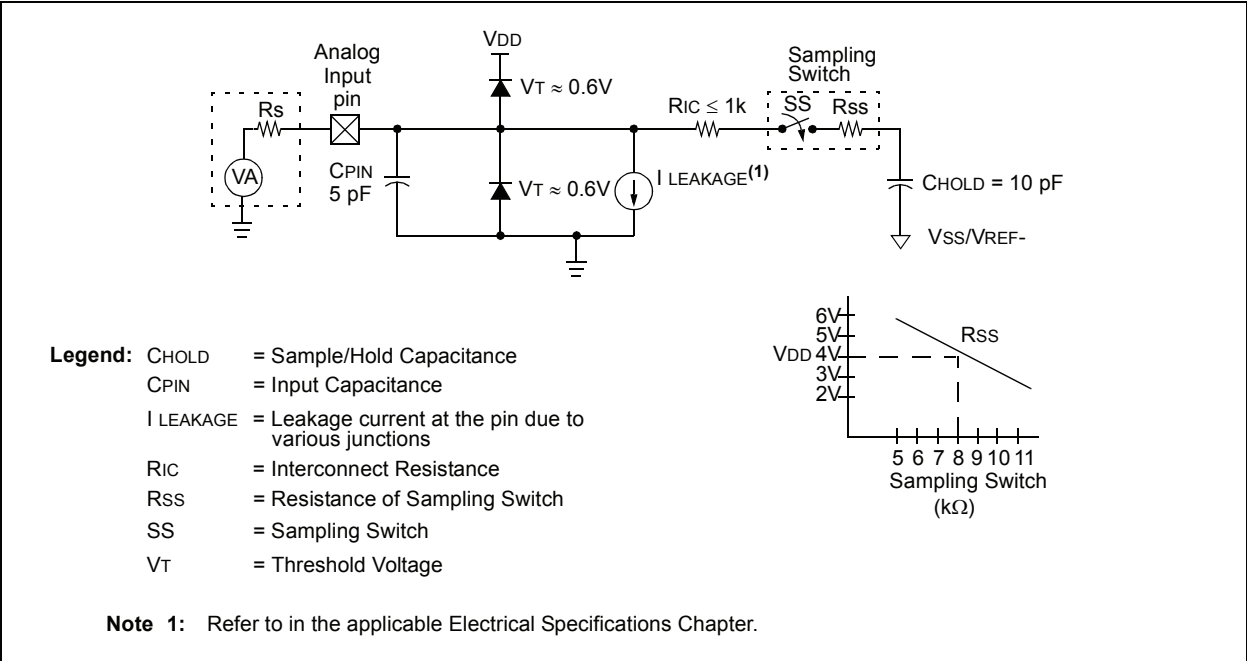 VDD
Analog
Input
pin
Sampling
Switch
VT ≈ 0.6V
RIC ≤ 1k
SS
Rss
Rs
VA
CPIN
5 pF
VT ≈ 0.6V
I LEAKAGE(1)
CHOLD = 10 pF
VSS/VREF-
6V
5V
VDD 4V
3V
2V
RSS
5 6 7 8 9 10 11
Sampling Switch
(kΩ)
Legend: CHOLD = Sample/Hold Capacitance
CPIN = Input Capacitance
I LEAKAGE = Leakage current at the pin due to
various junctions
RIC = Interconnect Resistance
RSS = Resistance of Sampling Switch
SS = Sampling Switch
VT = Threshold Voltage
Note 1: Refer to in the applicable Electrical Specifications Chapter.